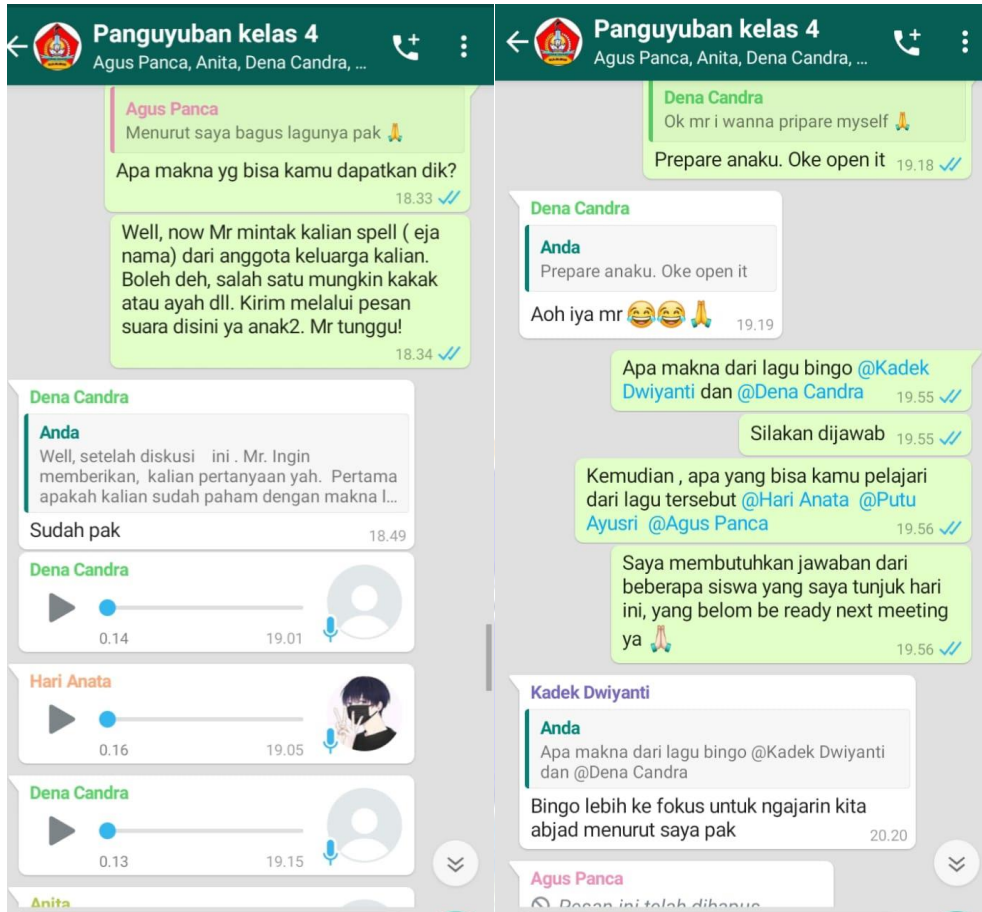 Panguyuban kelas 4
Agus Panca, Anita, Dena Candra, ...
Agus Panca
Menurut saya bagus lagunya pak 🙏
Apa makna yg bisa kamu dapatkan dik?
18.33
Well, now Mr mintak kalian spell ( eja
nama) dari anggota keluarga kalian.
Boleh deh, salah satu mungkin kakak
atau ayah dll. Kirim melalui pesan
suara disini ya anak2. Mr tunggu!
18.34
Dena Candra
Anda
Well, setelah diskusi ini . Mr. Ingin
memberikan, kalian pertanyaan yah. Pertama
apakah kalian sudah paham dengan makna l...
Sudah pak
18.49
Dena Candra
0.14 19.01
Hari Anata
0.16 19.05
Dena Candra
0.13 19.15
Anita
Panguyuban kelas 4
Agus Panca, Anita, Dena Candra, ...
Dena Candra
Ok mr i wanna pripare myself 🙏
Prepare anaku. Oke open it 19.18
Dena Candra
Anda
Prepare anaku. Oke open it
Aoh iya mr 😂😂🙏 19.19
Apa makna dari lagu bingo @Kadek
Dwiyanti dan @Dena Candra 19.55
Silakan dijawab 19.55
Kemudian , apa yang bisa kamu pelajari
dari lagu tersebut @Hari Anata @Putu
Ayusri @Agus Panca 19.56
Saya membutuhkan jawaban dari
beberapa siswa yang saya tunjuk hari
ini, yang belom be ready next meeting
ya 🙏 19.56
Kadek Dwiyanti
Anda
Apa makna dari lagu bingo @Kadek Dwiyanti
dan @Dena Candra
Bingo lebih ke fokus untuk ngajarin kita
abjad menurut saya pak 20.20
Agus Panca
Pesan ini telah dihapus